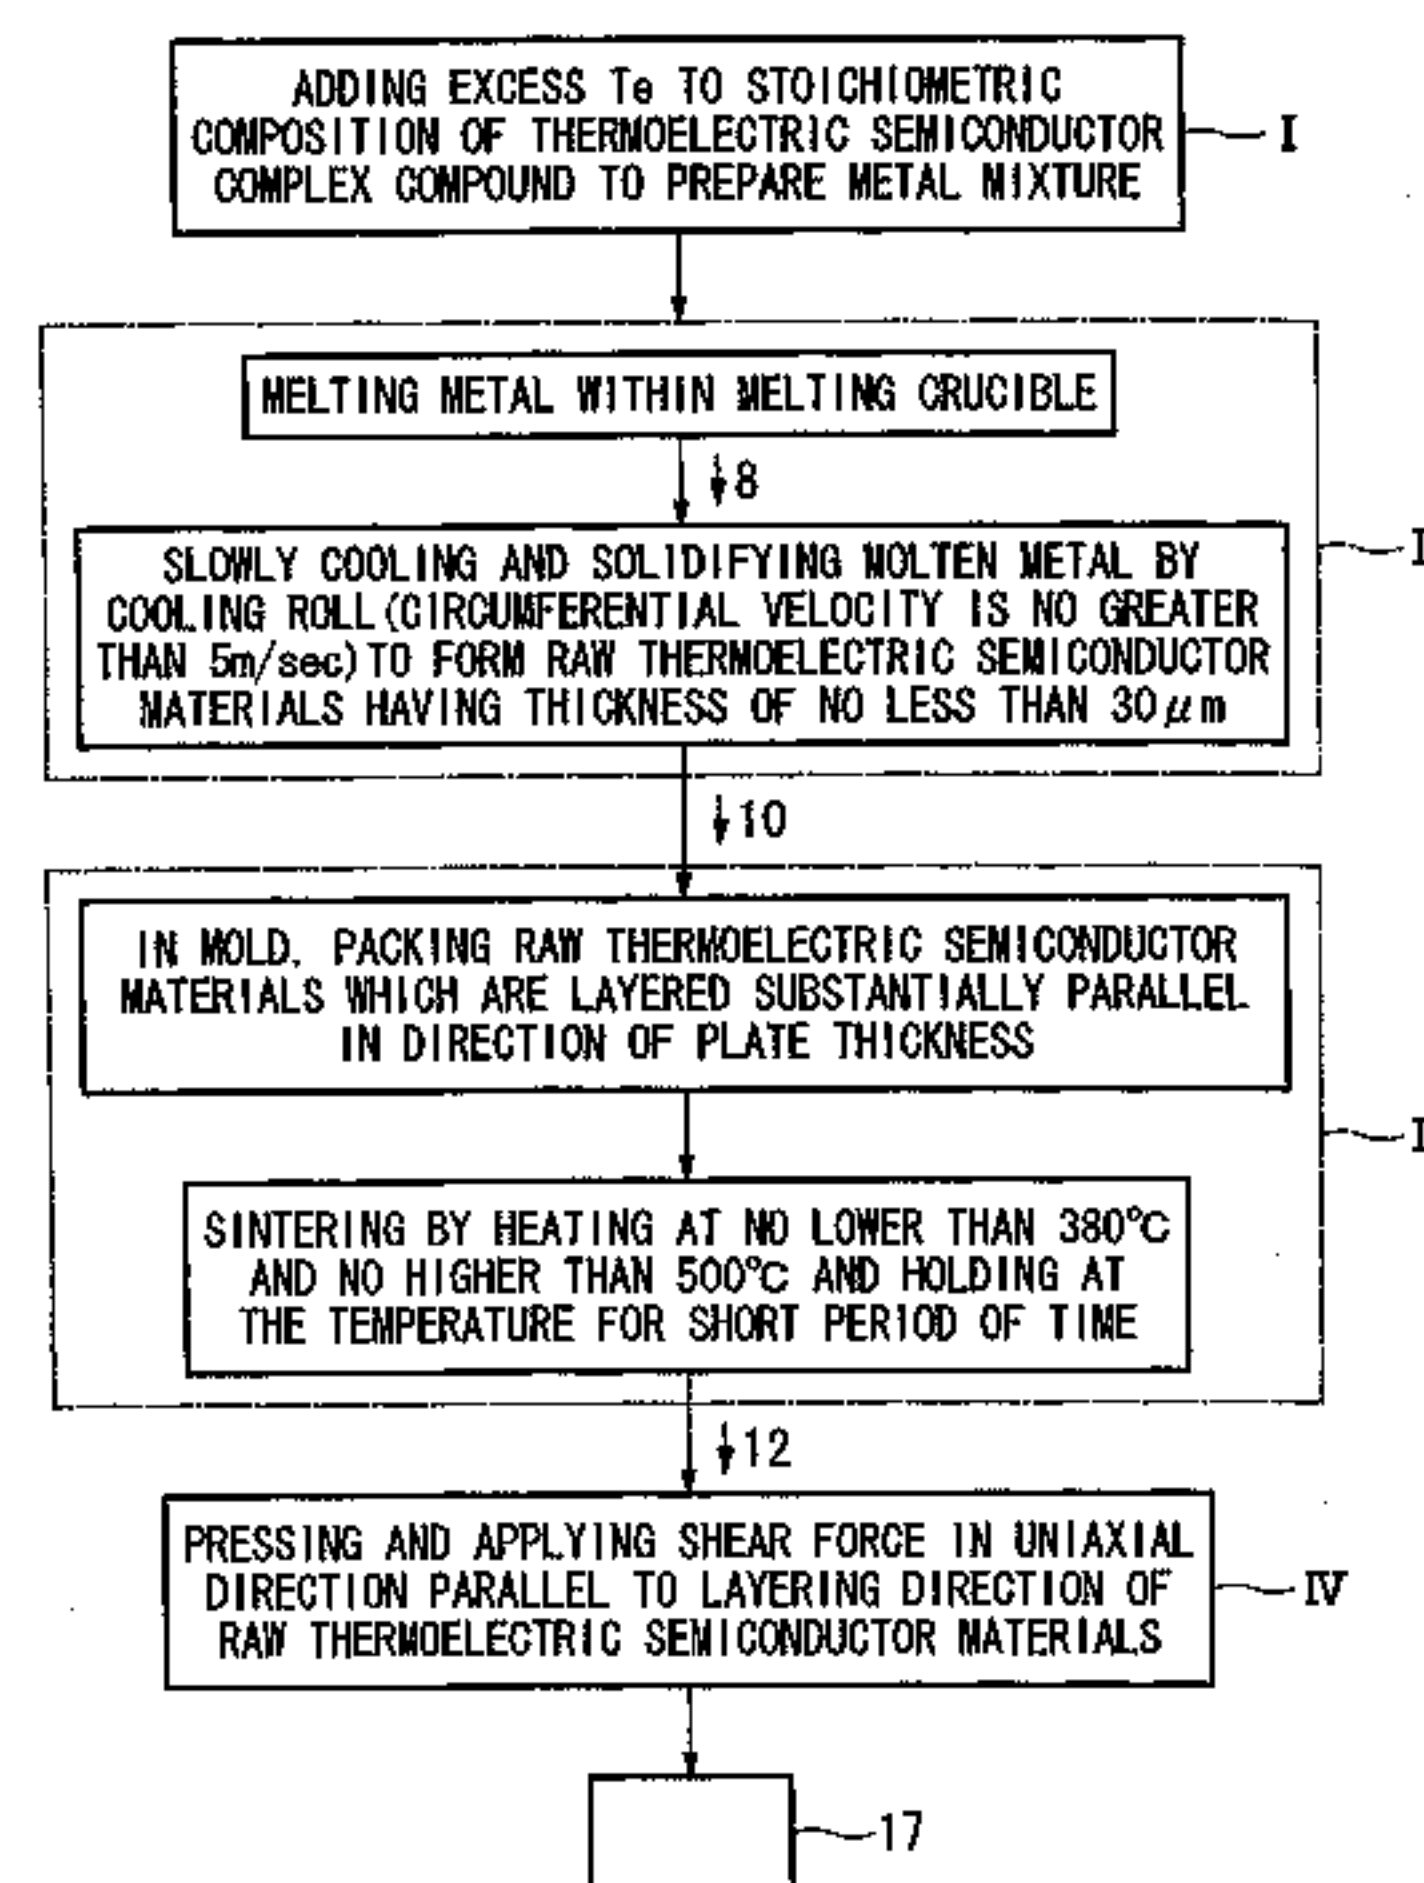 ADDING EXCESS Te TO STOICHIOMETRIC
COMPOSITION OF THERMOELECTRIC SEMICONDUCTOR
COMPLEX COMPOUND TO PREPARE METAL MIXTURE
I
MELTING METAL WITHIN MELTING CRUCIBLE
8
SLOWLY COOLING AND SOLIDIFYING MOLTEN METAL BY
COOLING ROLL(CIRCUMFERENTIAL VELOCITY IS NO GREATER
THAN 5m/sec)TO FORM RAW THERMOELECTRIC SEMICONDUCTOR
MATERIALS HAVING THICKNESS OF NO LESS THAN 30μm
10
IN MOLD, PACKING RAW THERMOELECTRIC SEMICONDUCTOR
MATERIALS WHICH ARE LAYERED SUBSTANTIALLY PARALLEL
IN DIRECTION OF PLATE THICKNESS
SINTERING BY HEATING AT NO LOWER THAN 380°C
AND NO HIGHER THAN 500°C AND HOLDING AT
THE TEMPERATURE FOR SHORT PERIOD OF TIME
12
PRESSING AND APPLYING SHEAR FORCE IN UNIAXIAL
DIRECTION PARALLEL TO LAYERING DIRECTION OF
RAW THERMOELECTRIC SEMICONDUCTOR MATERIALS
IV
17